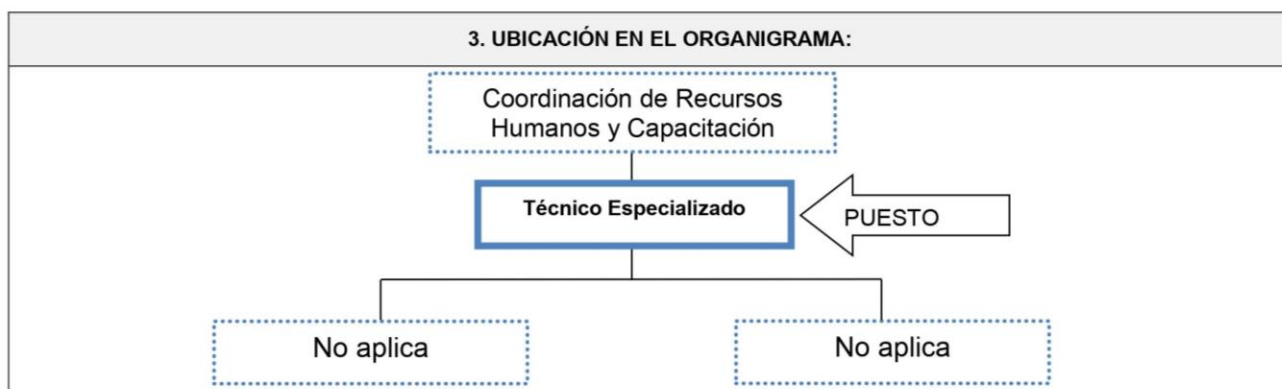 3. UBICACIÓN EN EL ORGANIGRAMA:
Coordinación de Recursos
Humanos y Capacitación
Técnico Especializado
PUESTO
No aplica
No aplica